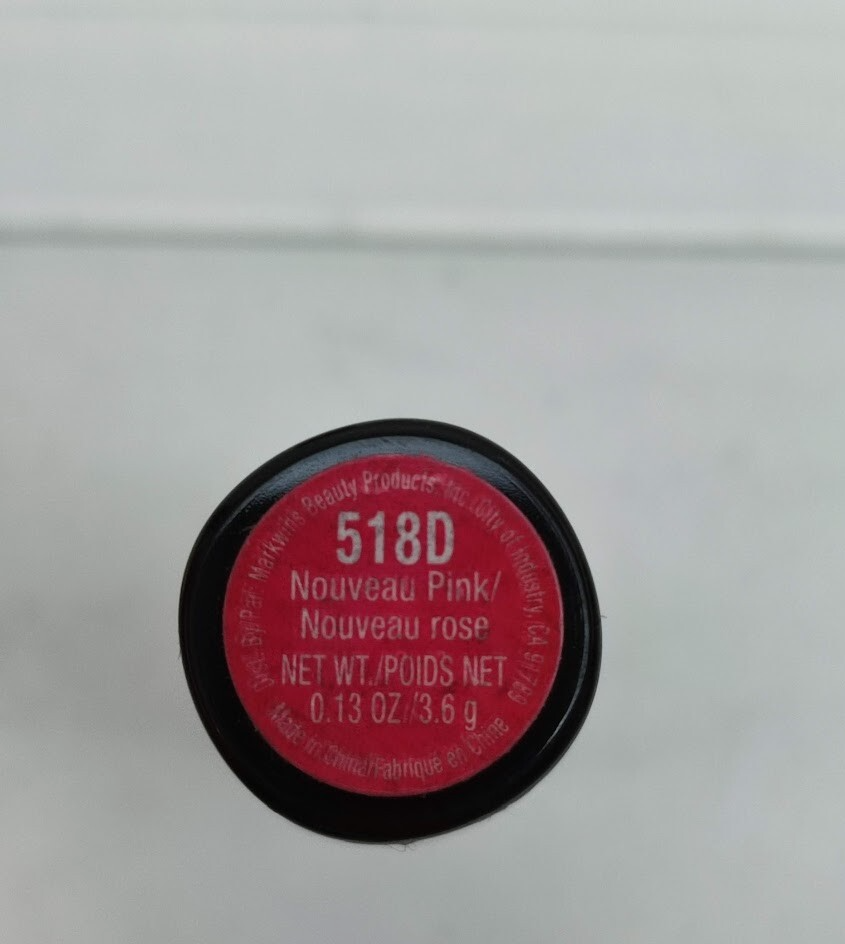 Dist. By/Par: Markwins Beauty Products, Inc. City of Industry, CA 91789
518D
Nouveau Pink/
Nouveau rose
NET WT./POIDS NET
0.13 OZ/3.6 g
Made in China/Fabriqué en Chine